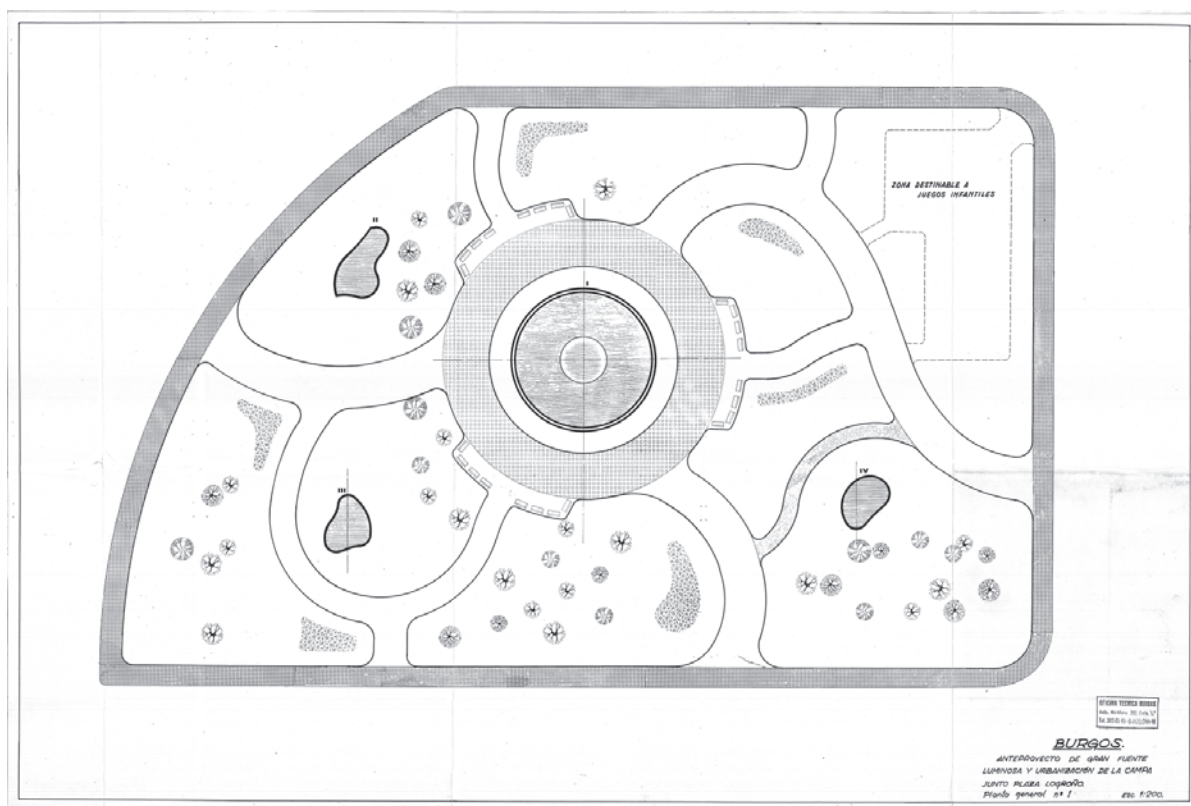 II
ZONA DESTINABLE A
JUEGOS INFANTILES
I
III
IV
OFICINA TECNICA BUIGAS
BURGOS.
ANTEPROYECTO DE GRAN FUENTE
LUMINOSA Y URBANIZACIÓN DE LA CAMPA
JUNTO PLAZA LOGROÑO.
Planta general nº 1
ESC. 1:200.